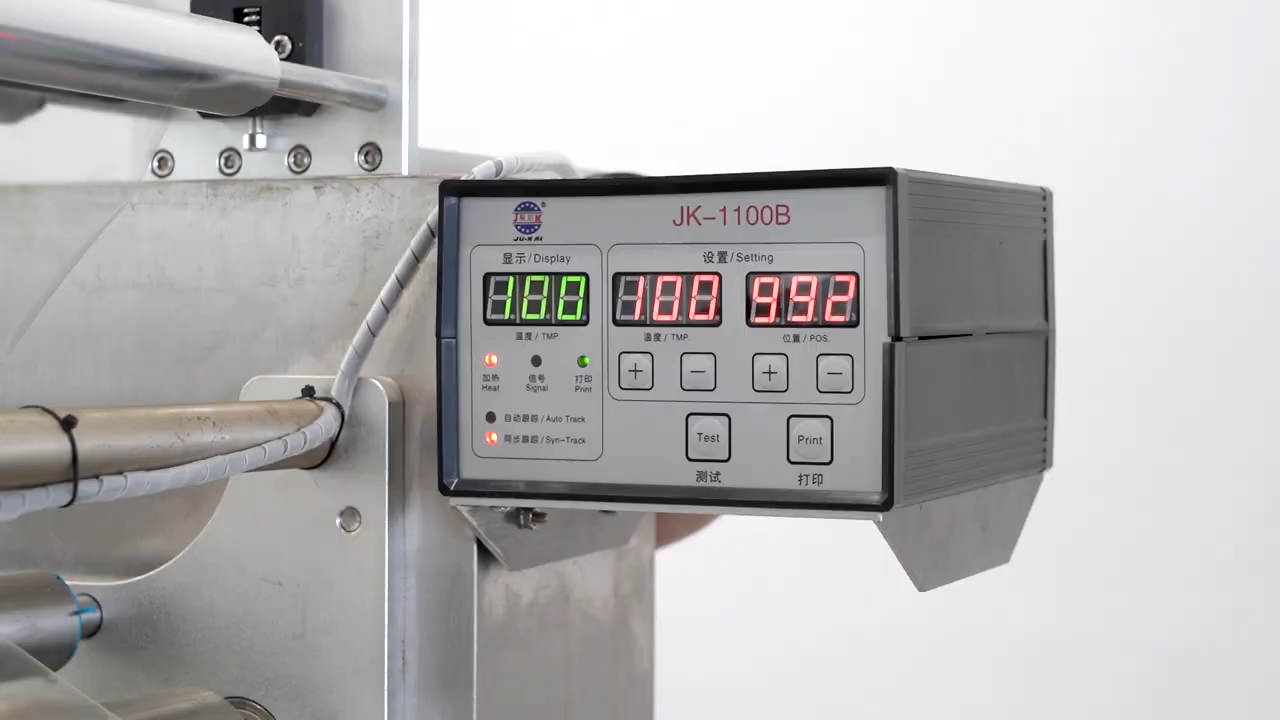 JU-KAI
JK-1100B
显示/Display
100
温度/TMP
加热
Heat
信号
Signal
打印
Print
自动跟踪/Auto Track
同步跟踪/Syn-Track
设置/Setting
100
992
温度/TMP.
位置/POS.
+
−
+
−
Test
测试
Print
打印